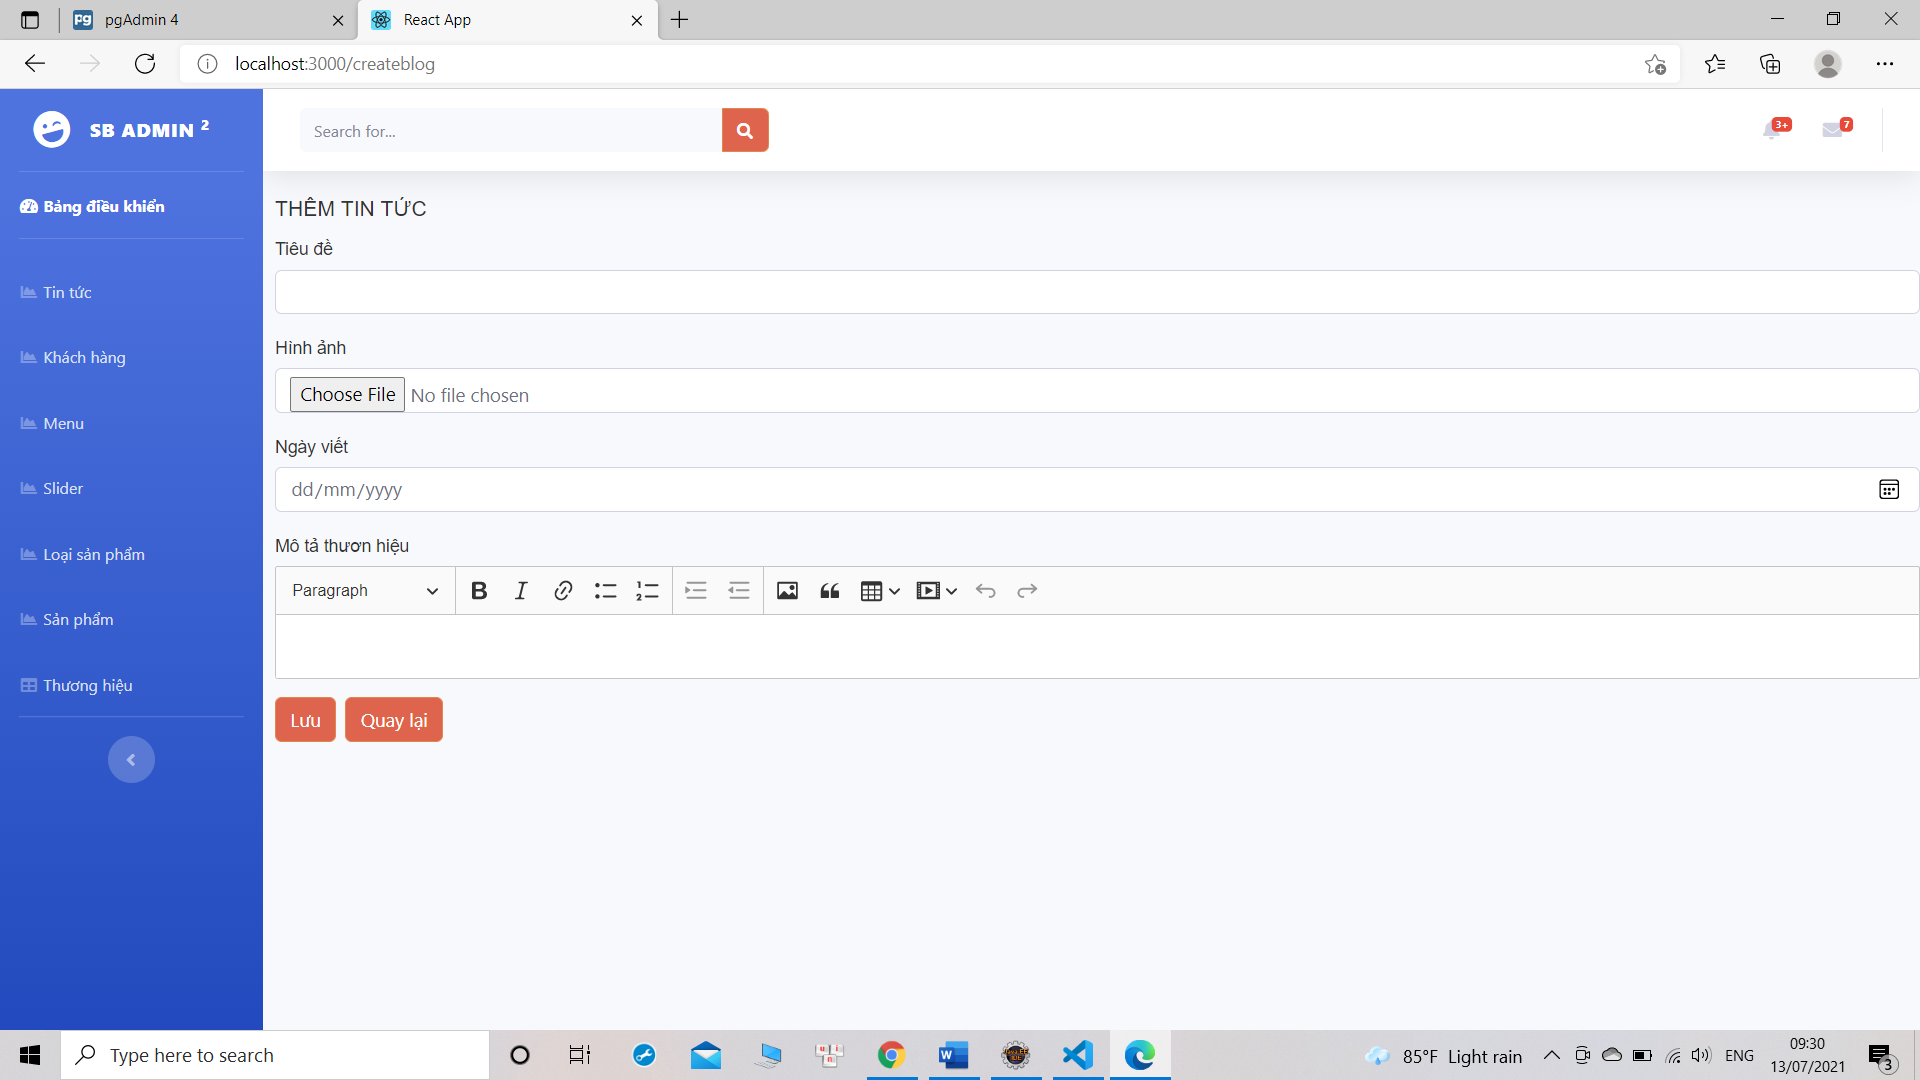 pgAdmin 4
React App
localhost:3000/createblog
SB ADMIN 2
Search for...
3+
7
Bảng điều khiển
Tin tức
Khách hàng
Menu
Slider
Loại sản phẩm
Sản phẩm
Thương hiệu
THÊM TIN TỨC
Tiêu đề
Hình ảnh
Choose File No file chosen
Ngày viết
dd/mm/yyyy
Mô tả thươn hiệu
Paragraph
Lưu
Quay lại
Type here to search
85°F Light rain
ENG
09:30
13/07/2021
3